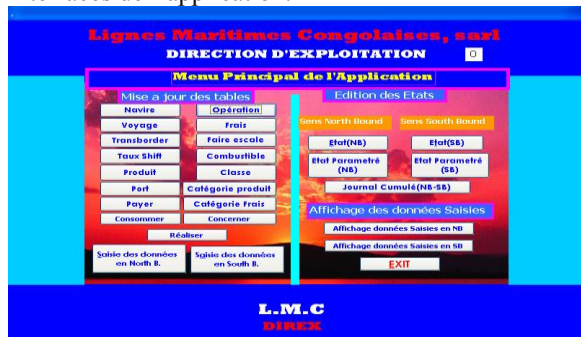 Lignes Maritimes Congolaises, sarl
DIRECTION D'EXPLOITATION
Menu Principal de l'Application
Mise a jour des tables
Navire Opération
Voyage Frais
Transborder Faire escale
Taux Shift Combustible
Produit Classe
Port Catégorie produit
Payer Catégorie Frais
Consommer Concerner
Réaliser
Saisie des données en North B.
Saisie des données en South B.
Edition des Etats
Sens North Bound Sens South Bound
Etat(NB) Etat(SB)
Etat Parametré (NB)
Etat Parametré (SB)
Journal Cumulé(NB-SB)
Affichage des données Saisies
Affichage données Saisies en NB
Affichage données Saisies en SB
EXIT
L.M.C
DIREX